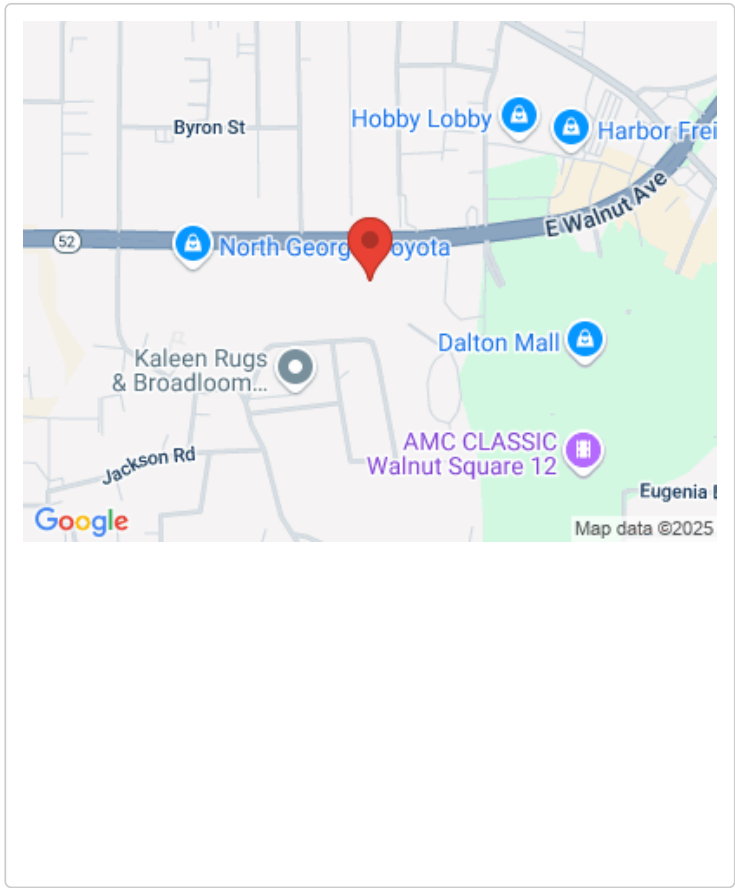 Byron St
Hobby Lobby
Harbor Frei
E Walnut Ave
52
North Georg oyota
Dalton Mall
Kaleen Rugs
& Broadloom...
AMC CLASSIC
Walnut Square 12
Jackson Rd
Eugenia
Google
Map data ©2025